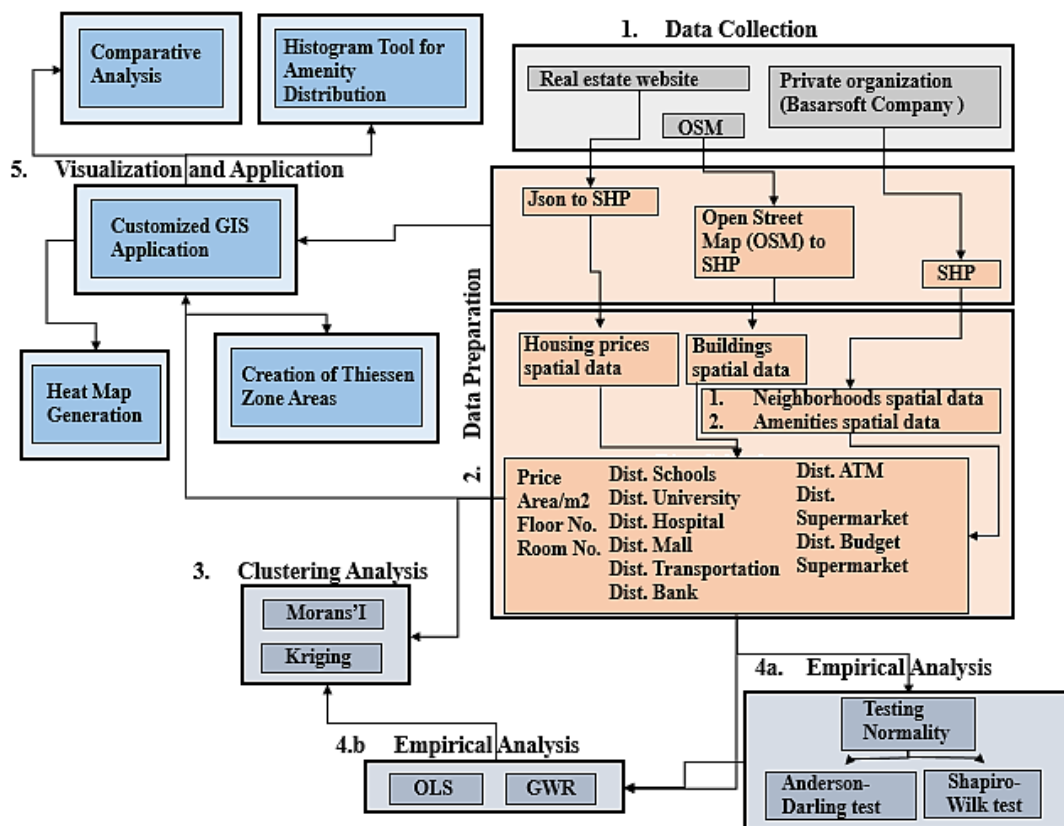 1. Data Collection
Real estate website
OSM
Private organization
(Basarsoft Company )
Comparative
Analysis
Histogram Tool for
Amenity
Distribution
5. Visualization and Application
Customized GIS
Application
Heat Map
Generation
Creation of Thiessen
Zone Areas
2. Data Preparation
Json to SHP
Open Street
Map (OSM) to
SHP
SHP
Housing prices
spatial data
Buildings
spatial data
1. Neighborhoods spatial data
2. Amenities spatial data
Price
Area/m2
Floor No.
Room No.
Dist. Schools
Dist. University
Dist. Hospital
Dist. Mall
Dist. Transportation
Dist. Bank
Dist. ATM
Dist.
Supermarket
Dist. Budget
Supermarket
3. Clustering Analysis
Morans'I
Kriging
4a. Empirical Analysis
Testing
Normality
Anderson-
Darling test
Shapiro-
Wilk test
4.b Empirical Analysis
OLS
GWR